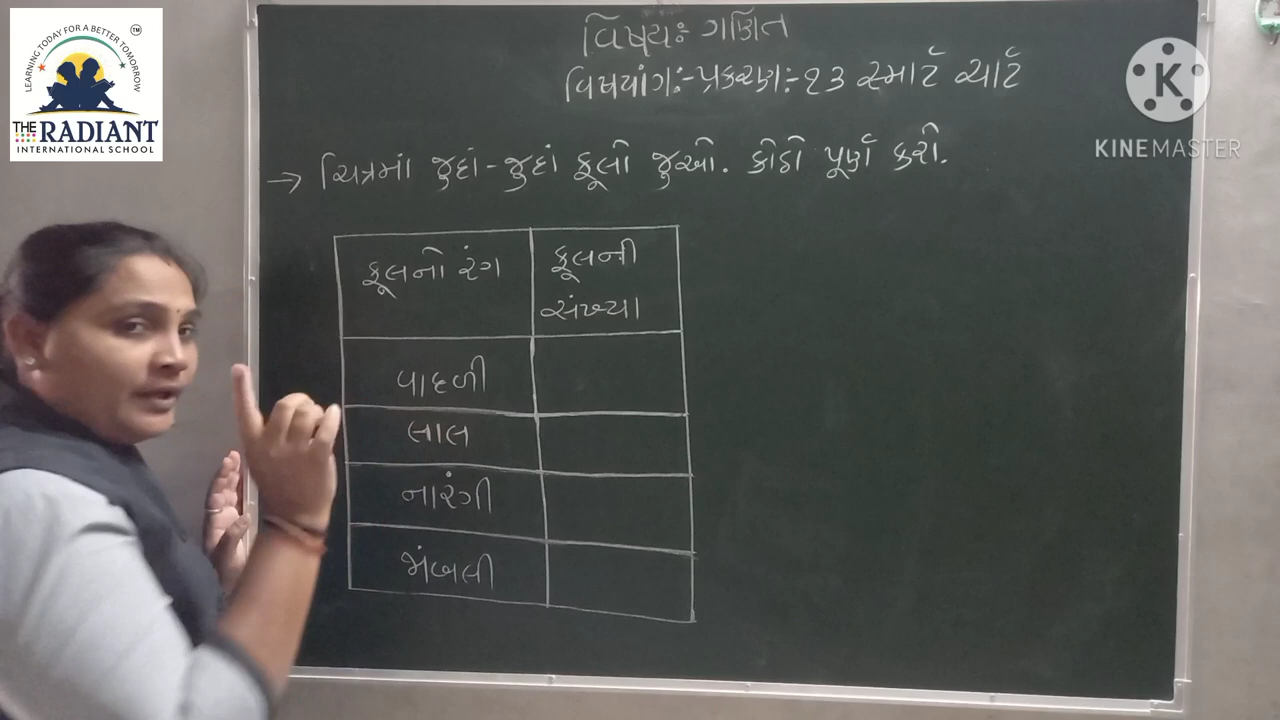 LEARNING TODAY FOR A BETTER TOMORROW
TM
THE RADIANT
INTERNATIONAL SCHOOL
K
KINEMASTER
વિષય: ગણિત
વિષયાંગ:- પ્રકરણ:- ૧૩ સ્માર્ટ ચાર્ટ
→ ચિત્રમાં જુદાં-જુદાં ફૂલો જુઓ. કોઠો પૂર્ણ કરો.
ફૂલનો રંગ
ફૂલની
સંખ્યા
વાદળી
લાલ
નારંગી
જાંબલી